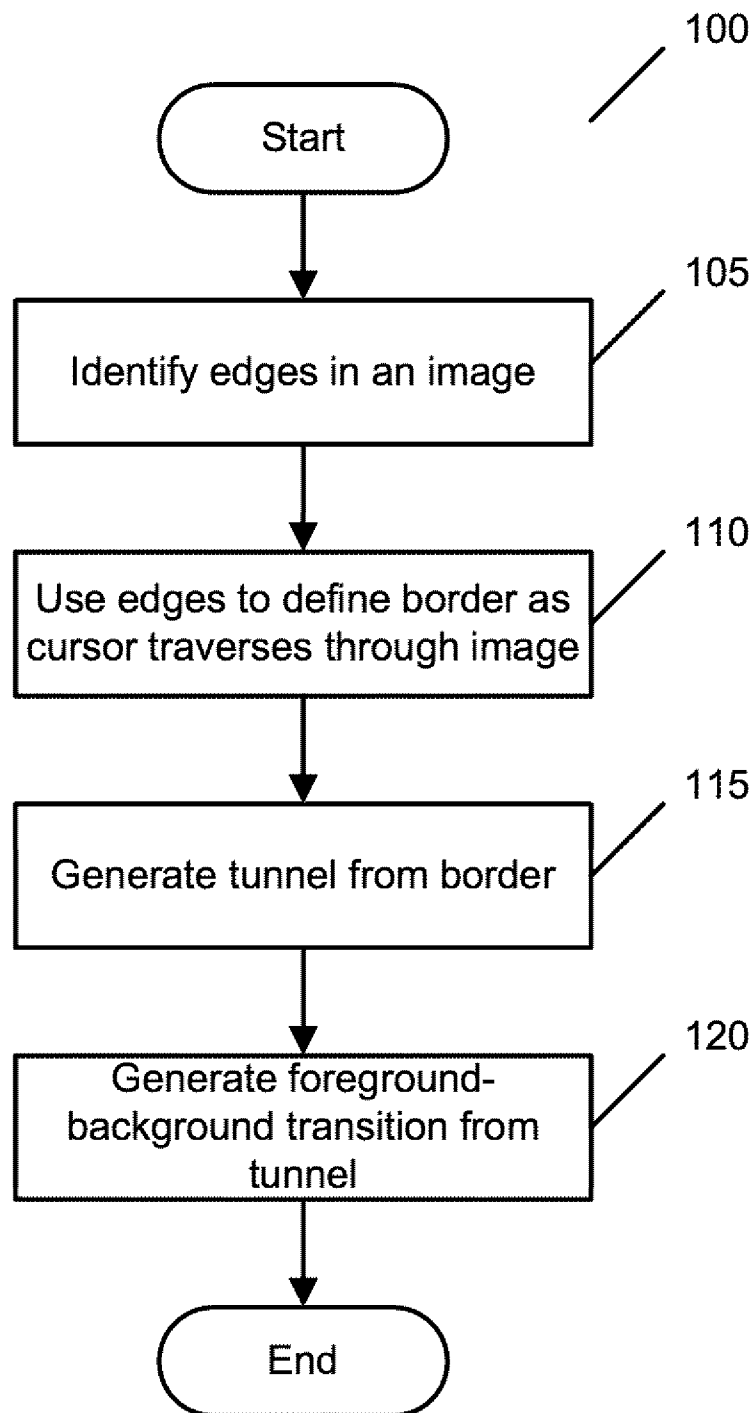 100
Start
105
Identify edges in an image
110
Use edges to define border as
cursor traverses through image
115
Generate tunnel from border
120
Generate foreground-
background transition from
tunnel
End